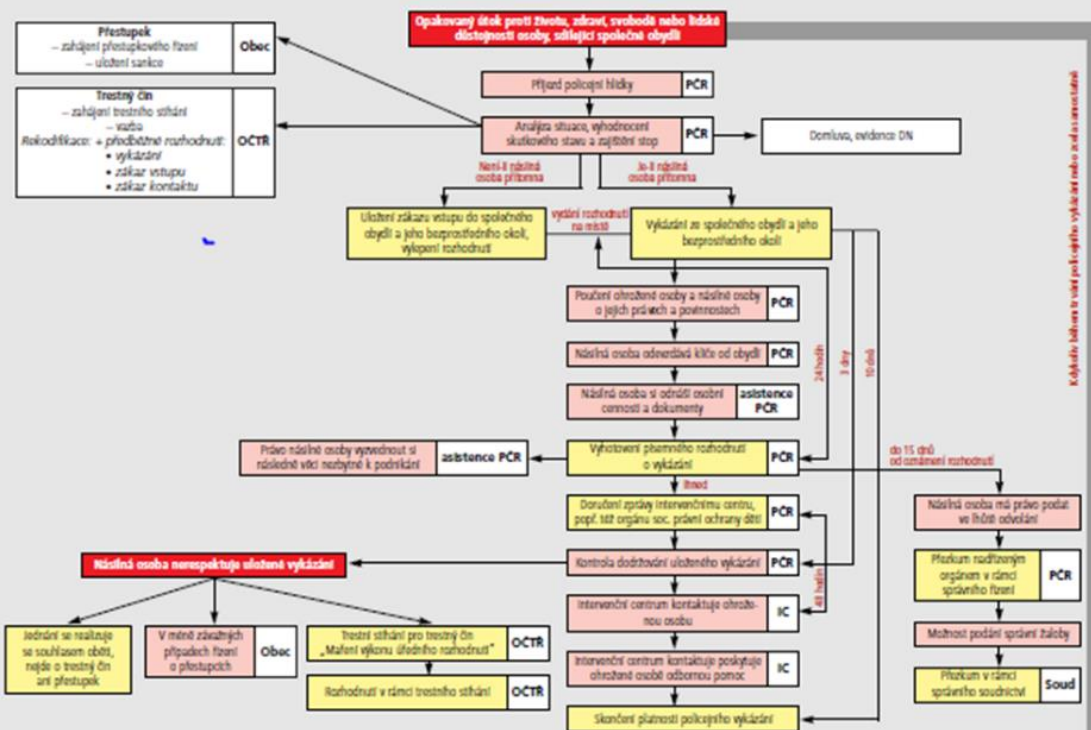 Opakovaný útok proti životu, zdraví, svobodě nebo lidské
důstojnosti osoby, sdílející společné obydlí
Přestupek
– zahájení přestupkového řízení
– uložení sankce
Obec
Příjezd policejní hlídky
PČR
Trestný čin
– zahájení trestního stíhání
– vazba
Rekodifikace: + předběžné rozhodnutí:
• vykázání
• zákaz vstupu
• zákaz kontaktu
OČTŘ
Analýza situace, vyhodnocení
skutkového stavu a zajištění stop
PČR
Domluva, evidence DN
Není-li násilná
osoba přítomna
Je-li násilná
osoba přítomna
Uložení zákazu vstupu do společného
obydlí a jeho bezprostředního okolí,
vylepení rozhodnutí
vydání rozhodnutí
na místě
Vykázání ze společného obydlí a jeho
bezprostředního okolí
Poučení ohrožené osoby a násilné osoby
o jejich právech a povinnostech
PČR
Násilná osoba odevzdává klíče od obydlí
PČR
Násilná osoba si odnáší osobní
cennosti a dokumenty
asistence
PČR
24 hodin
3 dny
10 dnů
Právo násilné osoby vyzvednout si
následně věci nezbytné k podnikání
asistence PČR
Vyhotovení písemného rozhodnutí
o vykázání
PČR
do 15 dnů
od oznámení rozhodnutí
ihned
Doručení zprávy intervenčnímu centru,
popř. též orgánu soc. právní ochrany dětí
PČR
Násilná osoba má právo podat
ve lhůtě odvolání
Násilná osoba nerespektuje uložené vykázání
Kontrola dodržování uloženého vykázání
PČR
48 hodin
Přezkum nadřízeným
orgánem v rámci
správního řízení
PČR
Intervenční centrum kontaktuje ohrože-
nou osobu
IC
Jednání se realizuje
se souhlasem oběti,
nejde o trestný čin
ani přestupek
V méně závažných
případech řízení
o přestupcích
Obec
Trestní stíhání pro trestný čin
„Maření výkonu úředního rozhodnutí"
OČTŘ
Možnost podání správní žaloby
Intervenční centrum kontaktuje poskytuje
ohrožené osobě odbornou pomoc
IC
Rozhodnutí v rámci trestního stíhání
OČTŘ
Přezkum v rámci
správního soudnictví
Soud
Skončení platnosti policejního vykázání
Kdykoliv během trvání policejního vykázání nebo zcela samostatně